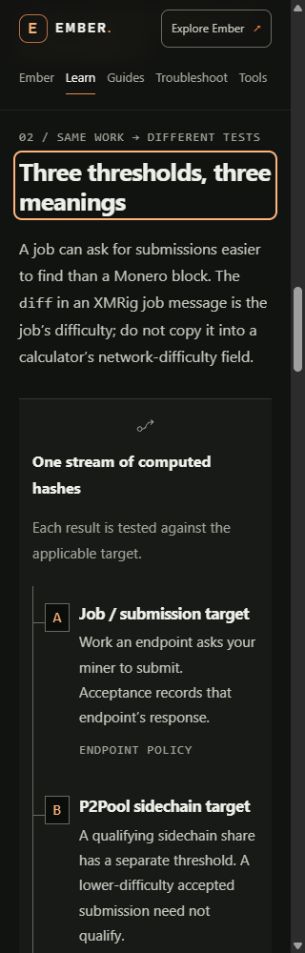 E EMBER.
Explore Ember ↗
Ember Learn Guides Troubleshoot Tools
02 / SAME WORK → DIFFERENT TESTS
Three thresholds, three
meanings
A job can ask for submissions easier
to find than a Monero block. The
diff in an XMRig job message is the
job’s difficulty; do not copy it into a
calculator’s network-difficulty field.
One stream of computed
hashes
Each result is tested against the
applicable target.
A Job / submission target
Work an endpoint asks your
miner to submit.
Acceptance records that
endpoint’s response.
ENDPOINT POLICY
B P2Pool sidechain target
A qualifying sidechain share
has a separate threshold. A
lower-difficulty accepted
submission need not
qualify.